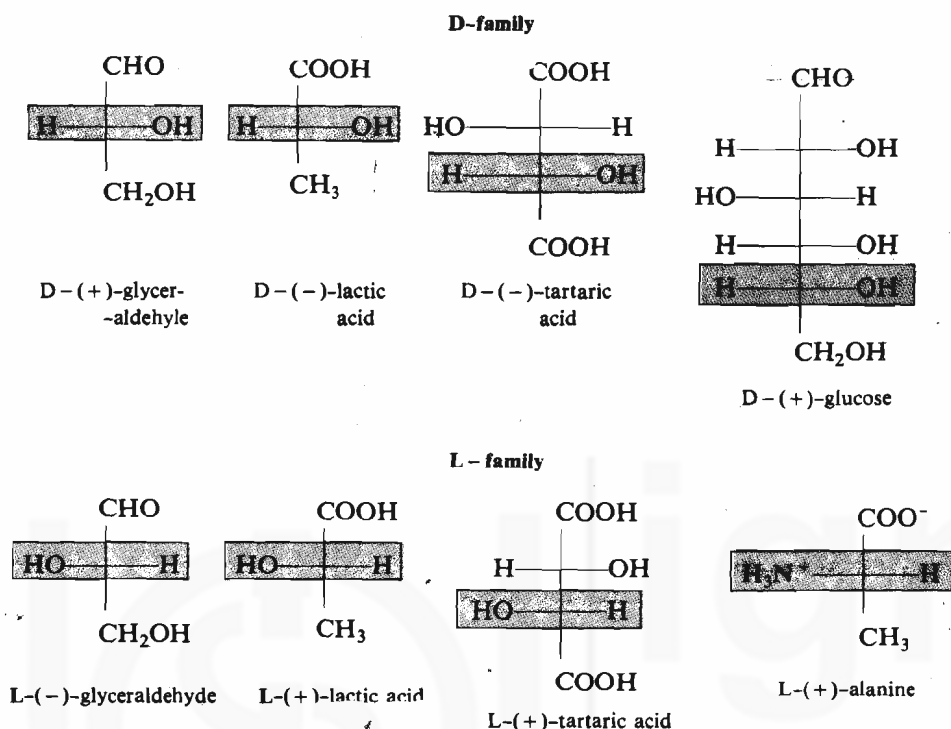 D-family
CHO
H OH
CH₂OH
D-(+)-glycer-
-aldehyle
COOH
H OH
CH₃
D-(-)-lactic
acid
COOH
HO H
H OH
COOH
D-(-)-tartaric
acid
CHO
H OH
HO H
H OH
H OH
CH₂OH
D-(+)-glucose
L-family
CHO
HO H
CH₂OH
L-(-)-glyceraldehyde
COOH
HO H
CH₃
L-(+)-lactic acid
COOH
H OH
HO H
COOH
L-(+)-tartaric acid
COO⁻
H₃N⁺ H
CH₃
L-(+)-alanine